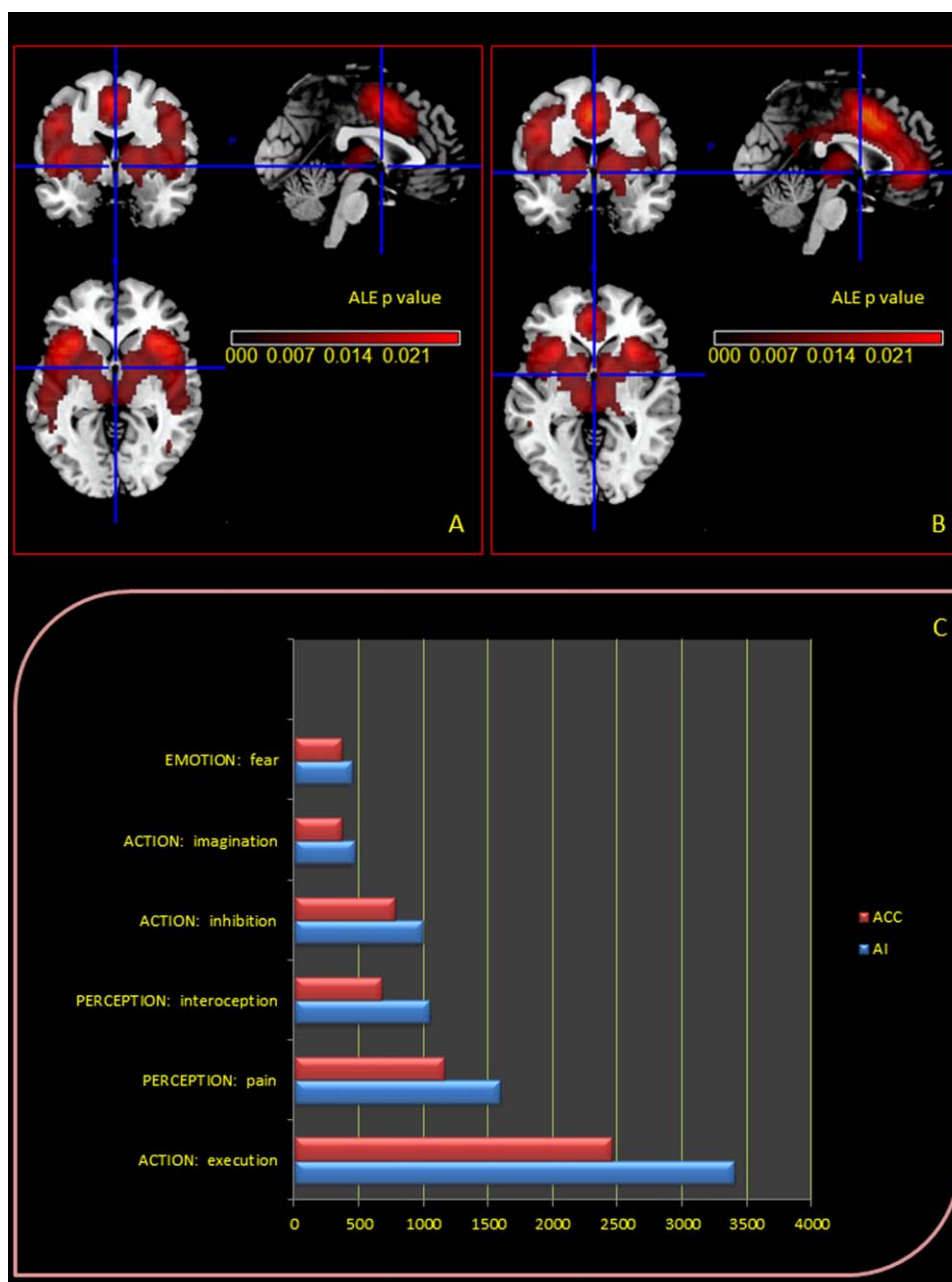 P
ALE p value
000 0.007 0.014 0.021
A
P
ALE p value
000 0.007 0.014 0.021
B
C
EMOTION: fear
ACTION: imagination
ACTION: inhibition
PERCEPTION: interoception
PERCEPTION: pain
ACTION: execution
0 500 1000 1500 2000 2500 3000 3500 4000
ACC
AI